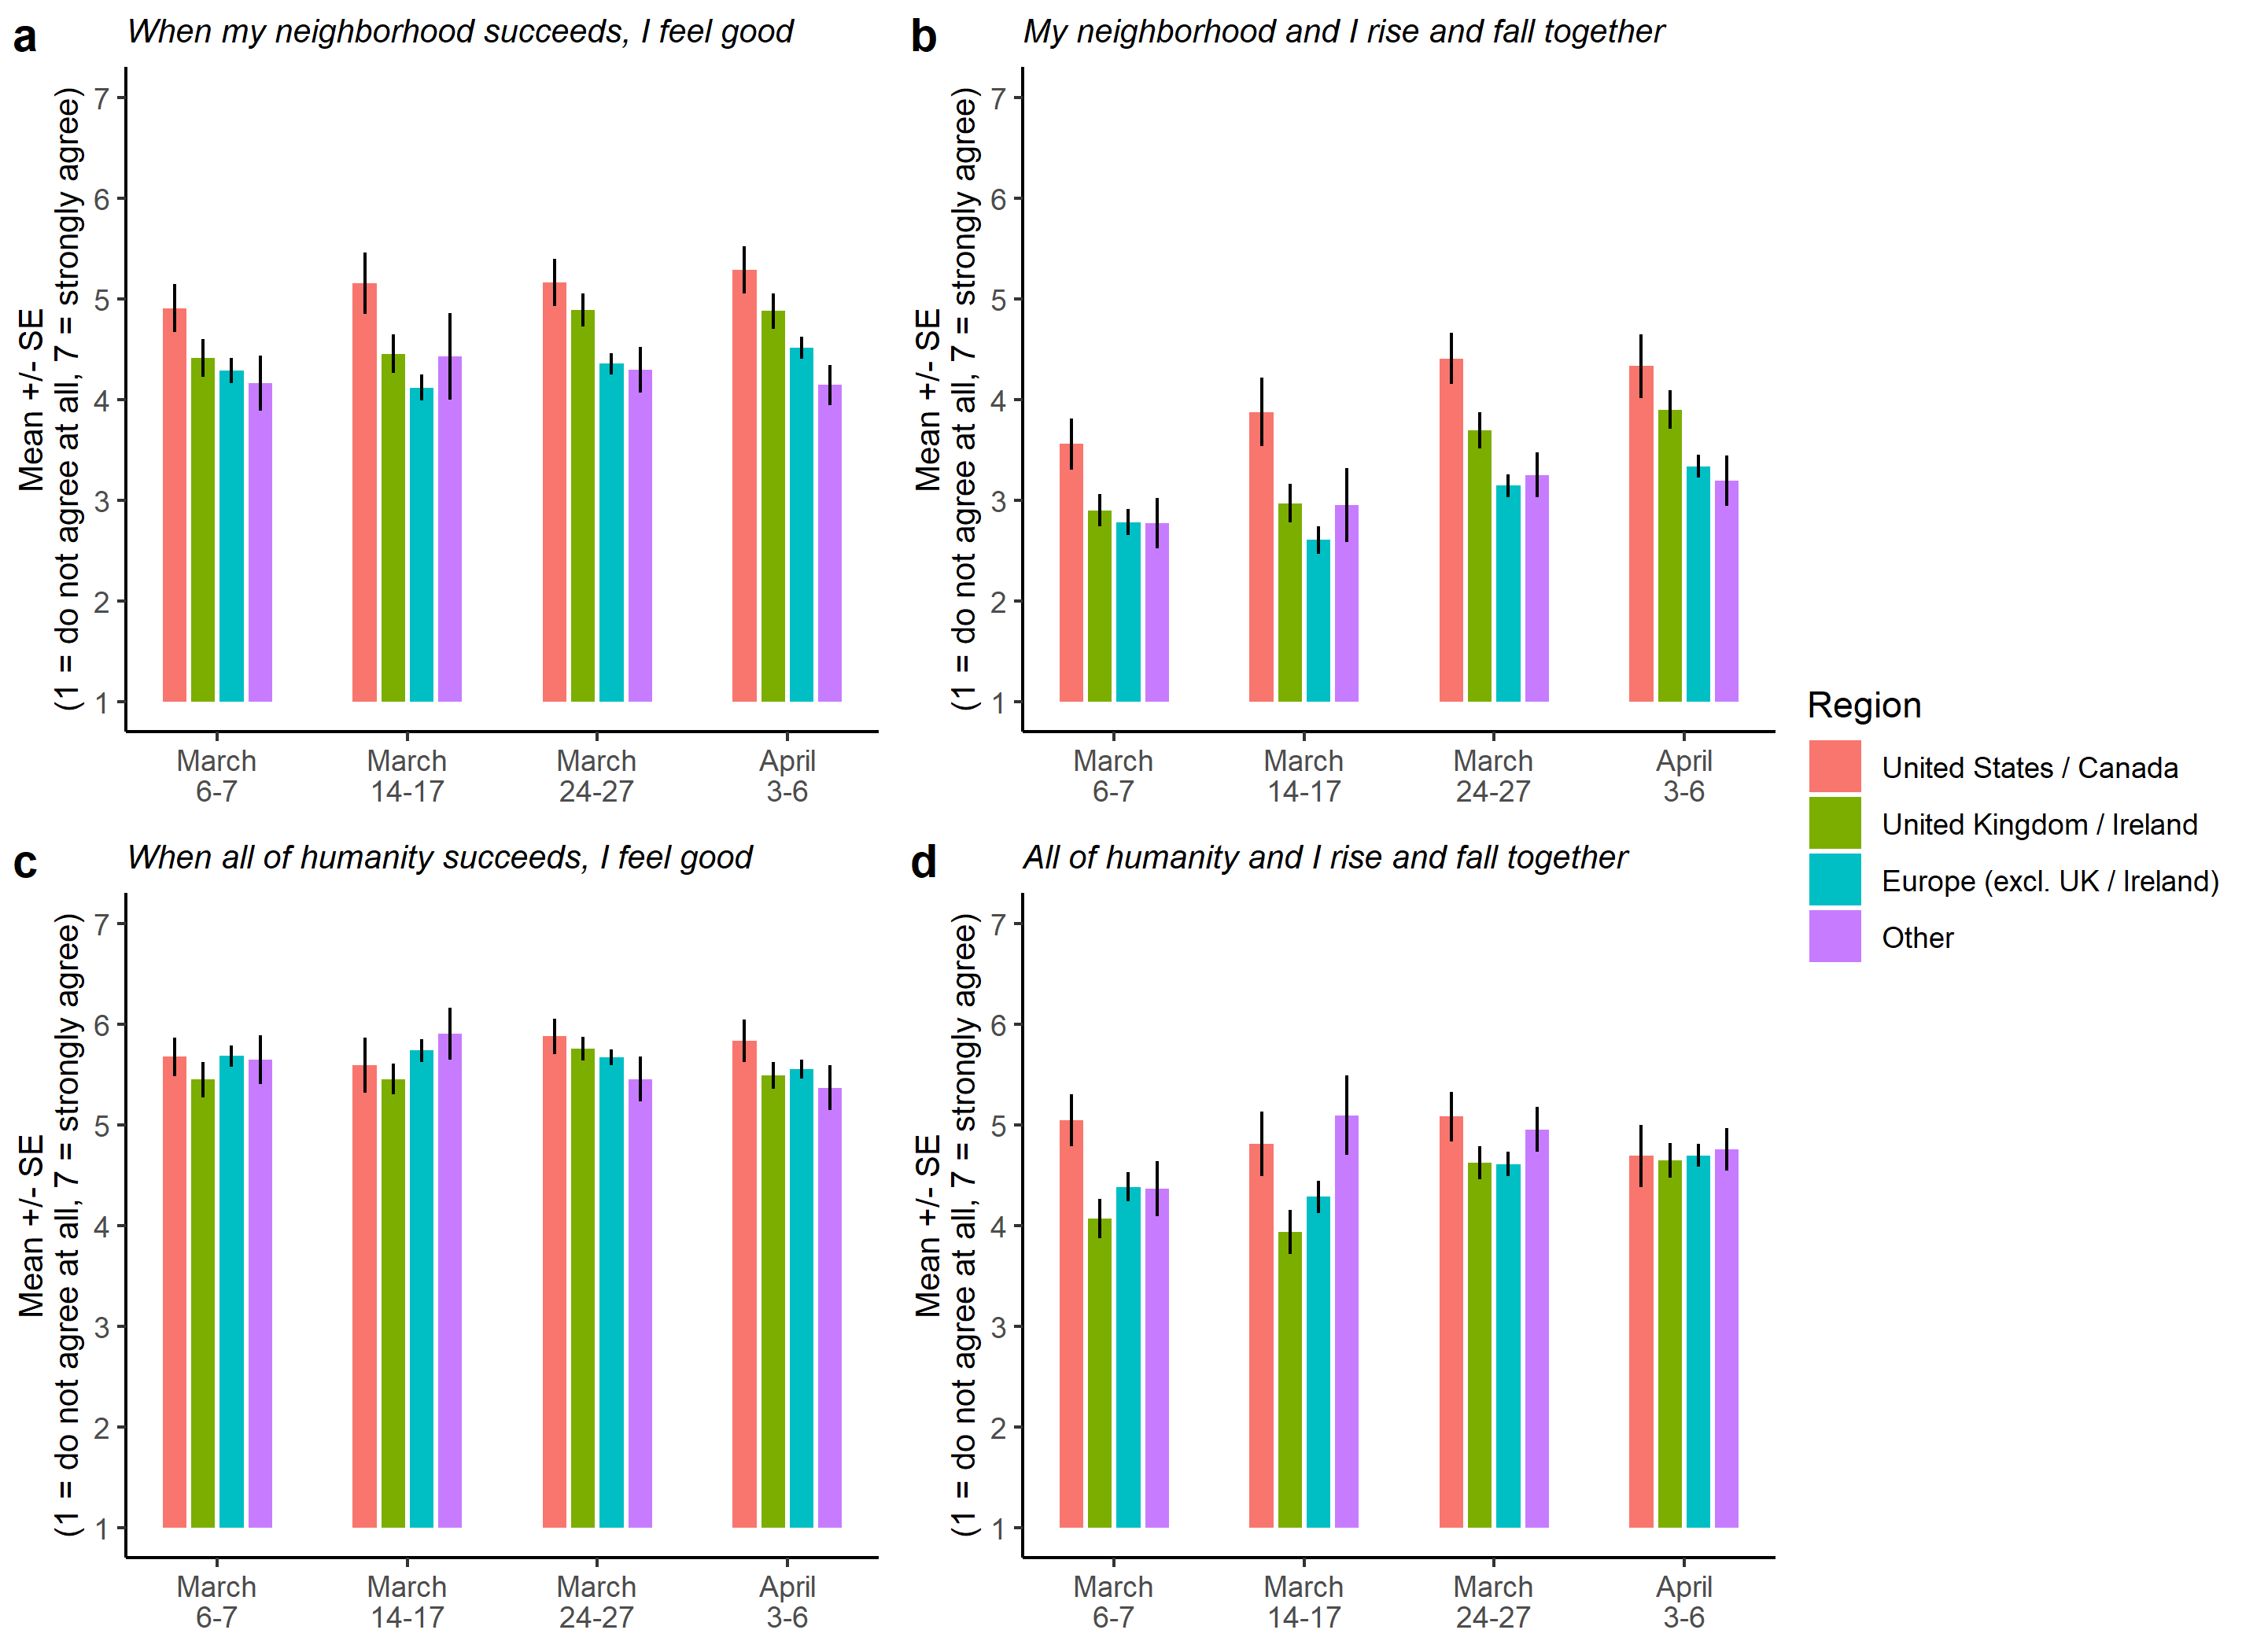 a
When my neighborhood succeeds, I feel good
Mean +/- SE
(1 = do not agree at all, 7 = strongly agree)
7
6
5
4
3
2
1
March
6-7
March
14-17
March
24-27
April
3-6
b
My neighborhood and I rise and fall together
Mean +/- SE
(1 = do not agree at all, 7 = strongly agree)
7
6
5
4
3
2
1
March
6-7
March
14-17
March
24-27
April
3-6
c
When all of humanity succeeds, I feel good
Mean +/- SE
(1 = do not agree at all, 7 = strongly agree)
7
6
5
4
3
2
1
March
6-7
March
14-17
March
24-27
April
3-6
d
All of humanity and I rise and fall together
Mean +/- SE
(1 = do not agree at all, 7 = strongly agree)
7
6
5
4
3
2
1
March
6-7
March
14-17
March
24-27
April
3-6
Region
United States / Canada
United Kingdom / Ireland
Europe (excl. UK / Ireland)
Other